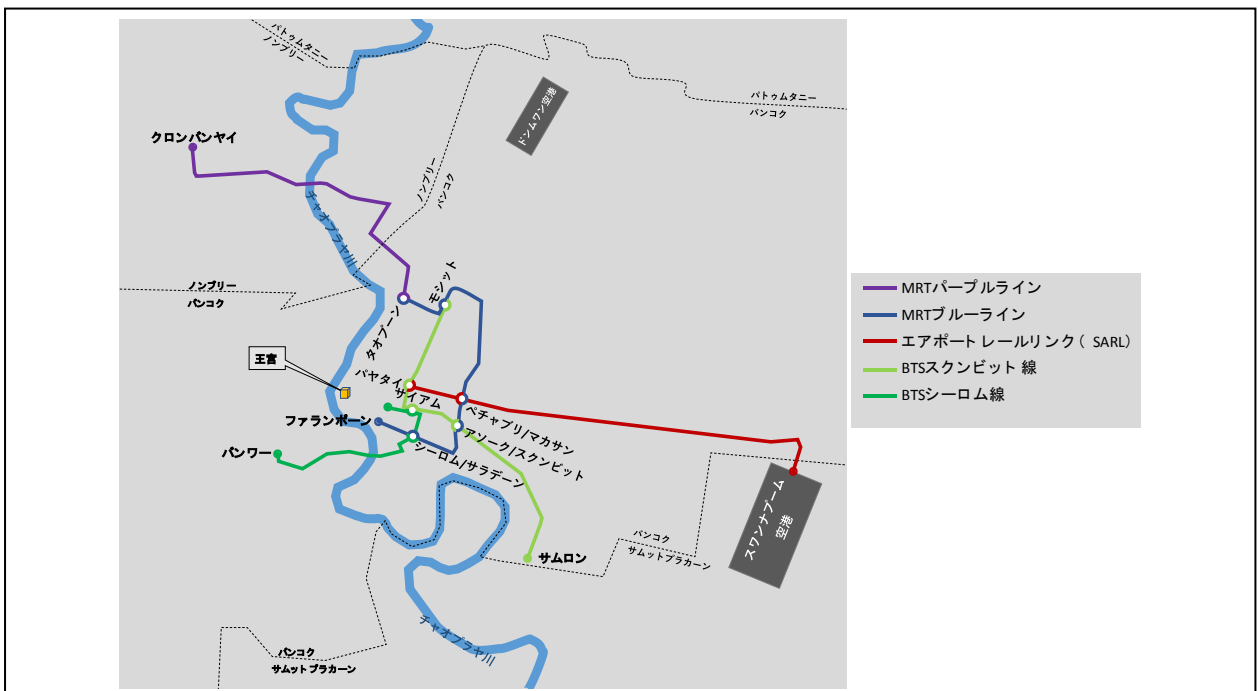 パトゥムタニー
ノンブリー
ドンムワン空港
パトゥムタニー
バンコク
クロンバンヤイ
ノンブリー
バンコク
チャオプラヤ川
ノンブリー
バンコク
タオプーン
モシット
王宮
パヤタイ
サイアム
ファランポーン
ペチャブリ/マカサン
アソーク/スクンビット
シーロム/サラデーン
バンワー
スワンナプーム
空港
バンコク
サムットプラカーン
サムロン
チャオプラヤ川
バンコク
サムットプラカーン
MRTパープルライン
MRTブルーライン
エアポートレールリンク( SARL)
BTSスクンビット線
BTSシーロム線